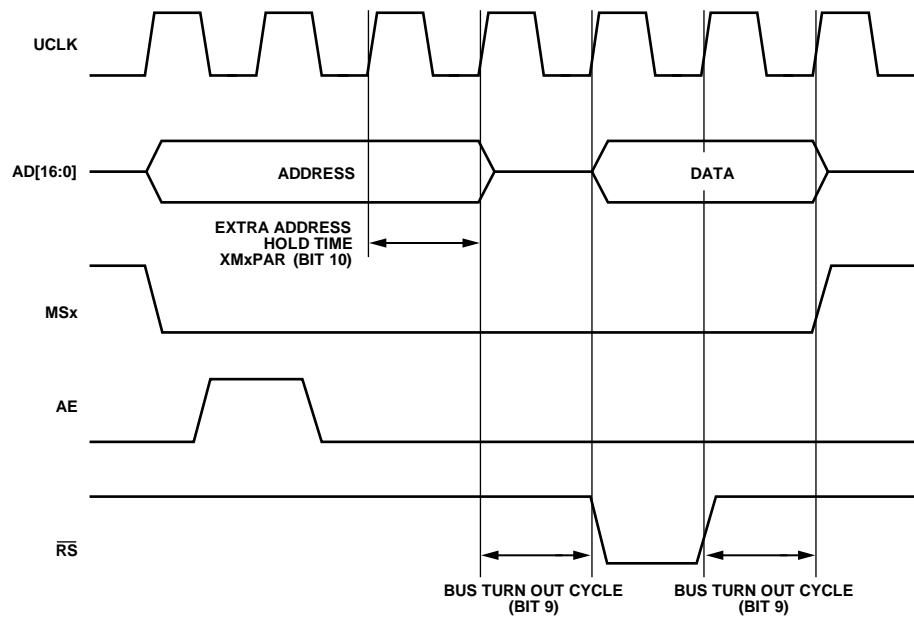 UCLK
AD[16:0]
ADDRESS
DATA
EXTRA ADDRESS
HOLD TIME
XMxPAR (BIT 10)
MSx
AE
RS
BUS TURN OUT CYCLE
(BIT 9)
BUS TURN OUT CYCLE
(BIT 9)